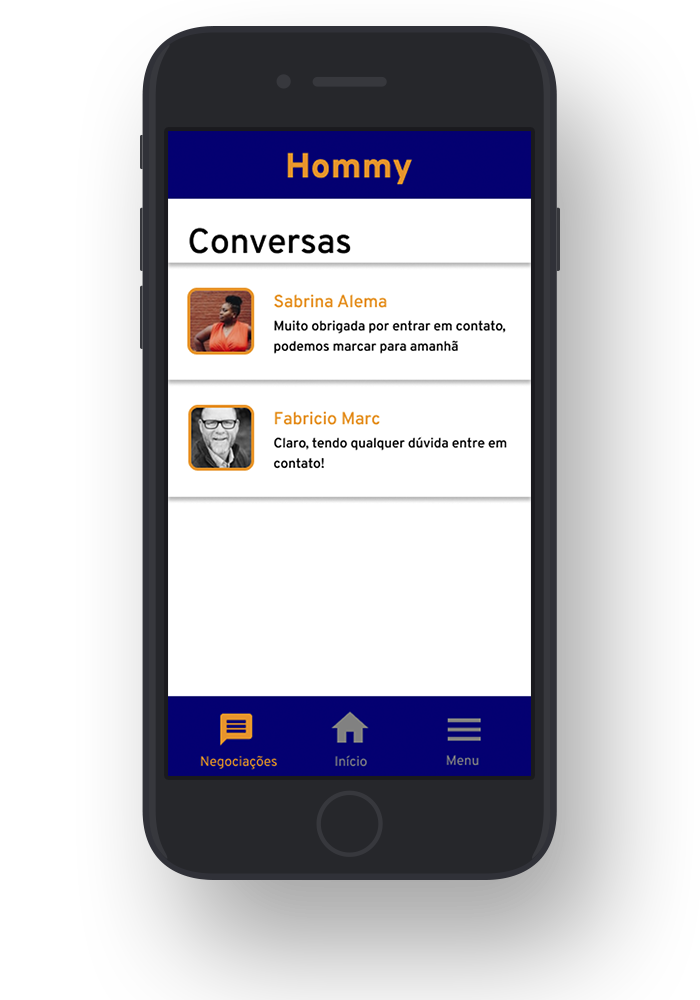 Hommy
Conversas
Sabrina Alema
Muito obrigada por entrar em contato,
podemos marcar para amanhã
Fabricio Marc
Claro, tendo qualquer dúvida entre em
contato!
Negociações
Início
Menu